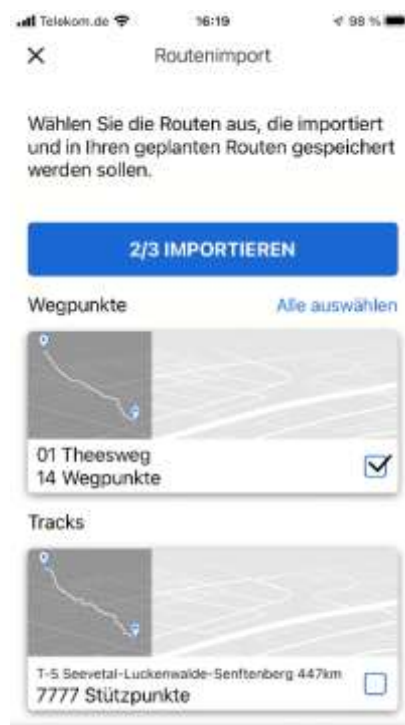 Telekom.de 16:19 98 %
Routenimport
Wählen Sie die Routen aus, die importiert
und in Ihren geplanten Routen gespeichert
werden sollen.
2/3 IMPORTIEREN
Wegpunkte Alle auswählen
01 Theesweg
14 Wegpunkte
Tracks
T-5 Seevetal-Luckenwalde-Senftenberg 447km
7777 Stützpunkte